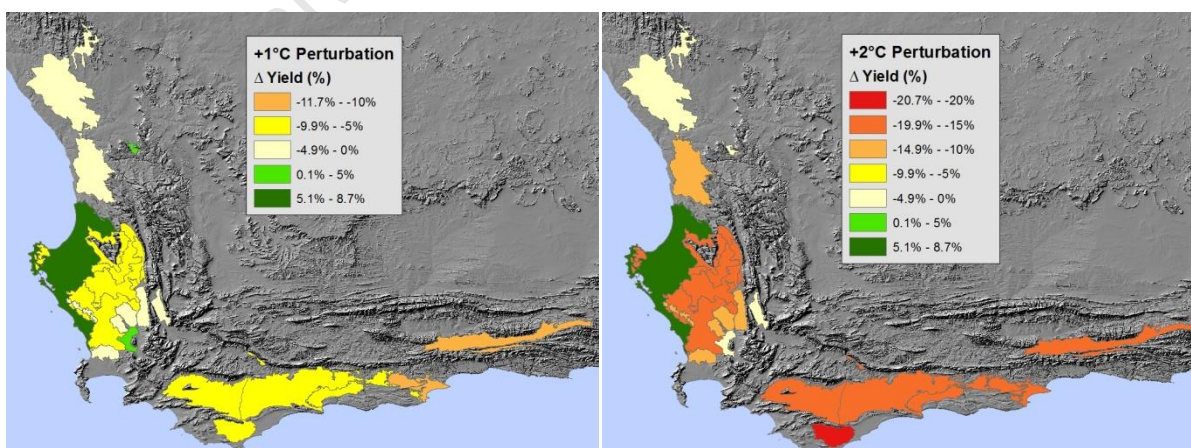 +1°C Perturbation
Δ Yield (%)
-11.7% - -10%
-9.9% - -5%
-4.9% - 0%
0.1% - 5%
5.1% - 8.7%
+2°C Perturbation
Δ Yield (%)
-20.7% - -20%
-19.9% - -15%
-14.9% - -10%
-9.9% - -5%
-4.9% - 0%
0.1% - 5%
5.1% - 8.7%